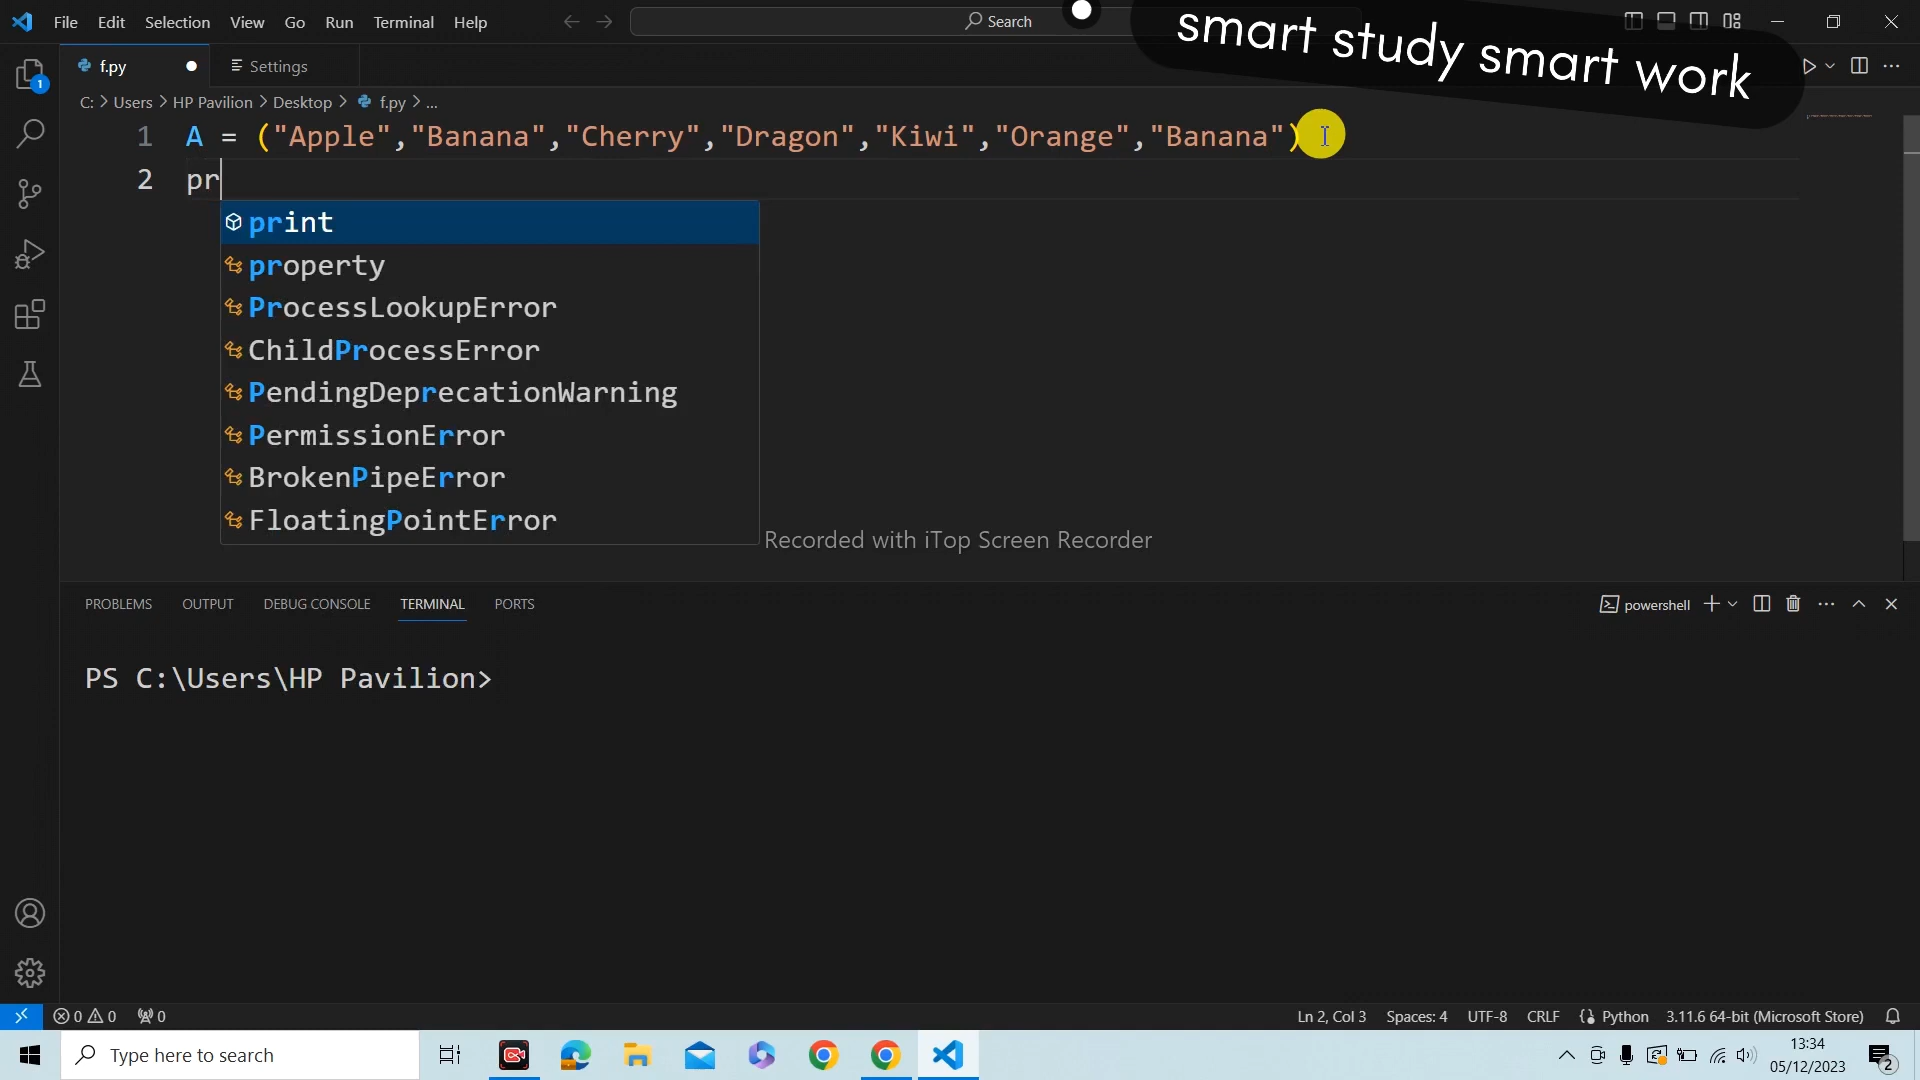 File Edit Selection View Go Run Terminal Help
Search
smart study smart work
f.py
Settings
C: > Users > HP Pavilion > Desktop > f.py > ...
1 A = ("Apple","Banana","Cherry","Dragon","Kiwi","Orange","Banana")
2 pr
print
property
ProcessLookupError
ChildProcessError
PendingDeprecationWarning
PermissionError
BrokenPipeError
FloatingPointError
Recorded with iTop Screen Recorder
PROBLEMS OUTPUT DEBUG CONSOLE TERMINAL PORTS
powershell
PS C:\Users\HP Pavilion>
1
0 0 0
Ln 2, Col 3 Spaces: 4 UTF-8 CRLF Python 3.11.6 64-bit (Microsoft Store)
Type here to search
13:34
05/12/2023
2